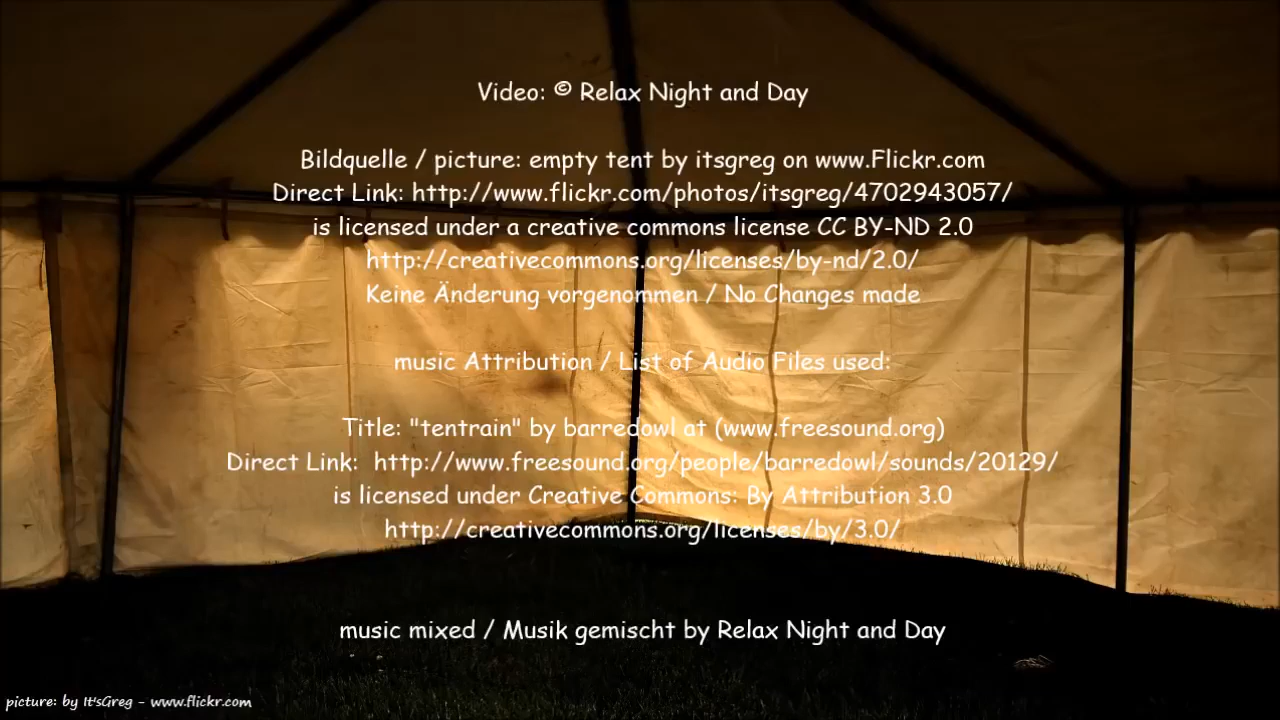 Video: © Relax Night and Day
Bildquelle / picture: empty tent by itsgreg on www.Flickr.com
Direct Link: http://www.flickr.com/photos/itsgreg/4702943057/
is licensed under a creative commons license CC BY-ND 2.0
http://creativecommons.org/licenses/by-nd/2.0/
Keine Änderung vorgenommen / No Changes made
music Attribution / List of Audio Files used:
Title: "tentrain" by barredowl at (www.freesound.org)
Direct Link:  http://www.freesound.org/people/barredowl/sounds/20129/
is licensed under Creative Commons: By Attribution 3.0
http://creativecommons.org/licenses/by/3.0/
music mixed / Musik gemischt by Relax Night and Day
picture: by It'sGreg - www.flickr.com